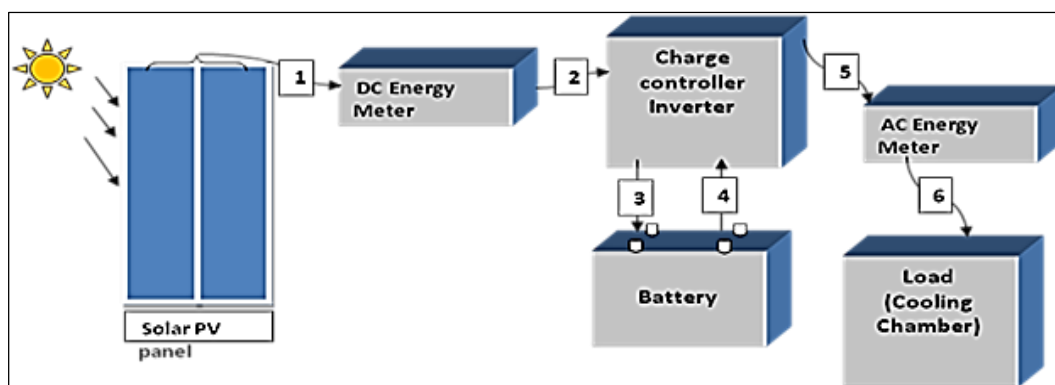 1
DC Energy
Meter
2
Charge
controller
Inverter
5
AC Energy
Meter
3
4
6
Battery
Load
(Cooling
Chamber)
Solar PV
panel